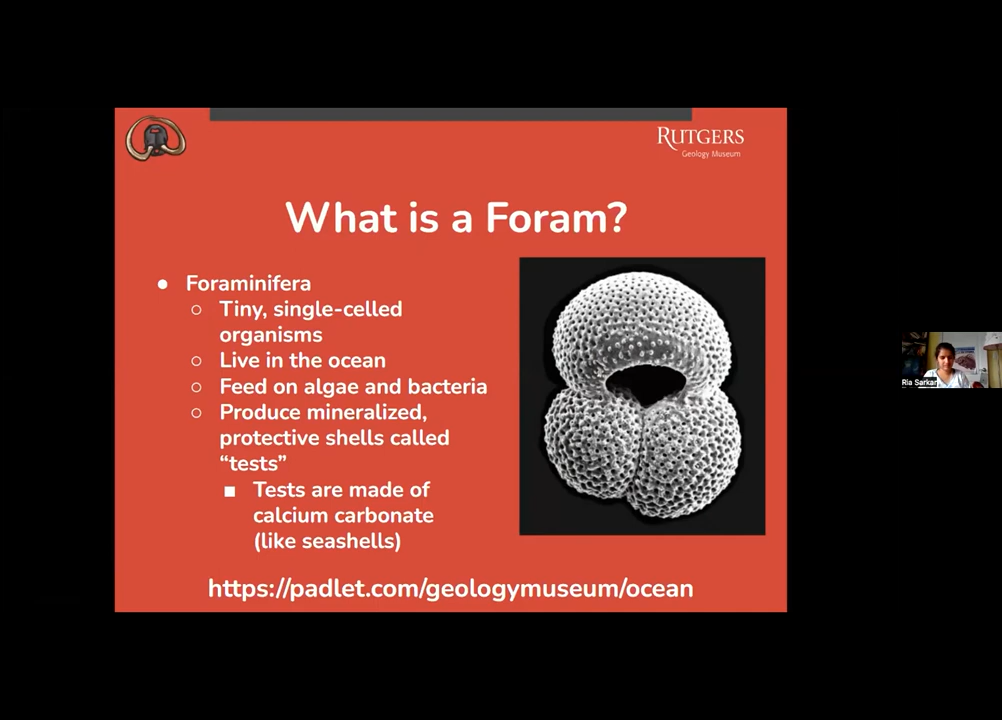 RUTGERS
Geology Museum
What is a Foram?
Foraminifera
Tiny, single-celled
organisms
Live in the ocean
Feed on algae and bacteria
Produce mineralized,
protective shells called
“tests”
Tests are made of
calcium carbonate
(like seashells)
https://padlet.com/geologymuseum/ocean
Ria Sarkar